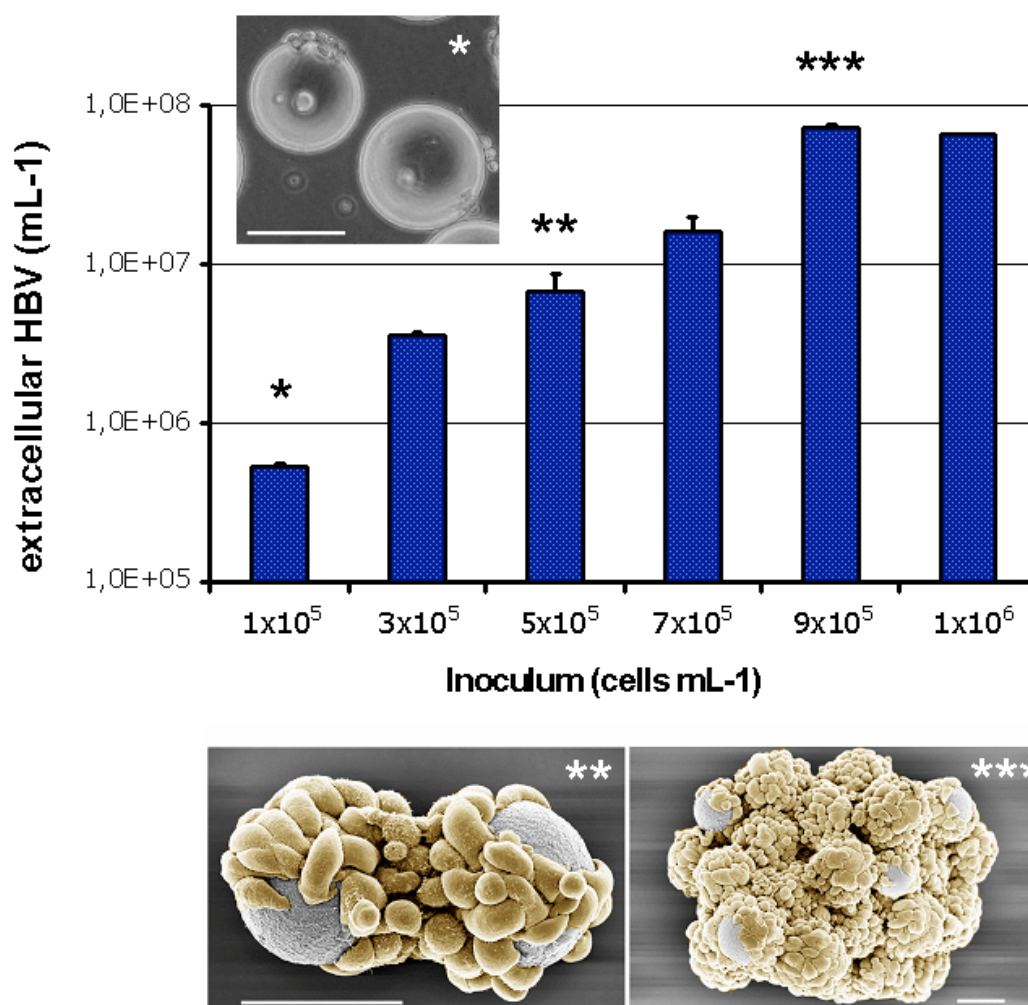 *
***
1,0E+08
**
1,0E+07
*
1,0E+06
1,0E+05
extracellular HBV (mL-1)
1x10⁵ 3x10⁵ 5x10⁵ 7x10⁵ 9x10⁵ 1x10⁶
Inoculum (cells mL-1)
** ***